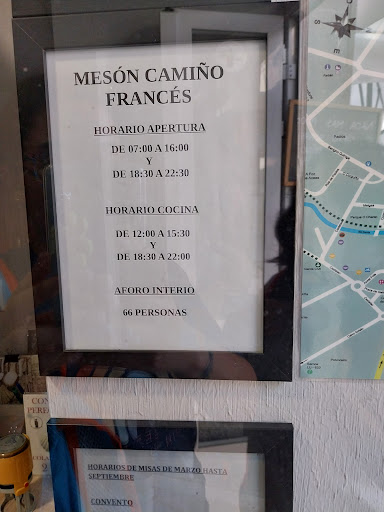 MESÓN CAMIÑO
FRANCÉS
HORARIO APERTURA
DE 07:00 A 16:00
Y
DE 18:30 A 22:30
HORARIO COCINA
DE 12:00 A 15:30
Y
DE 18:30 A 22:00
AFORO INTERIO
66 PERSONAS
HORARIOS DE MISAS DE MARZO HASTA
SEPTIEMBRE
CONVENTO